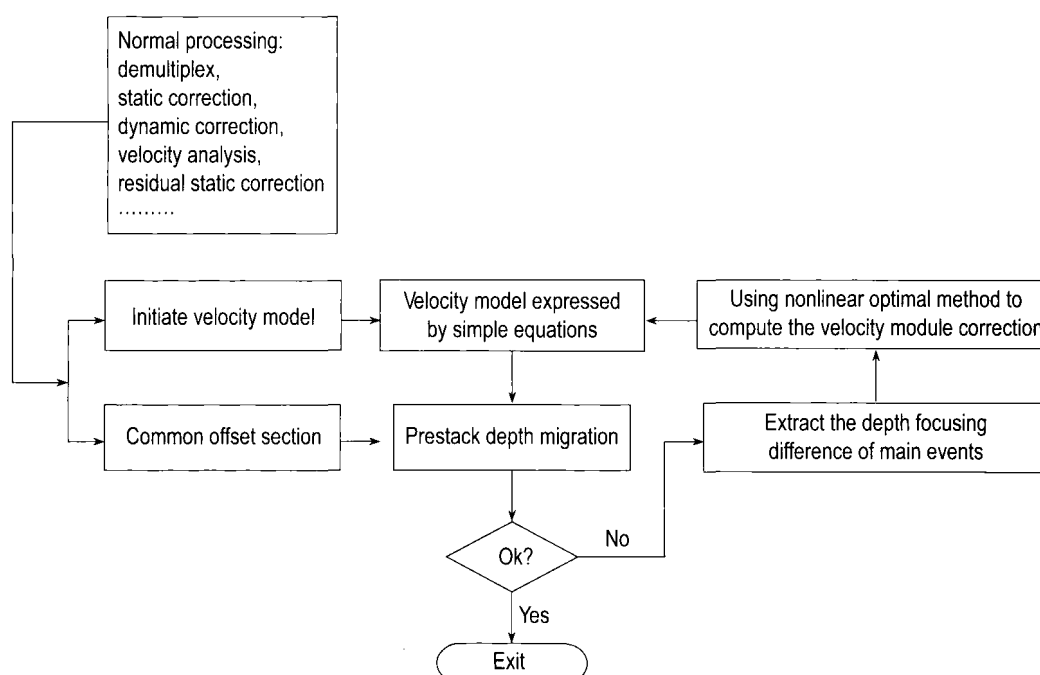 Normal processing:
demultiplex,
static correction,
dynamic correction,
velocity analysis,
residual static correction
………
Initiate velocity model
Velocity model expressed
by simple equations
Using nonlinear optimal method to
compute the velocity module correction
Common offset section
Prestack depth migration
Extract the depth focusing
difference of main events
Ok?
No
Yes
Exit